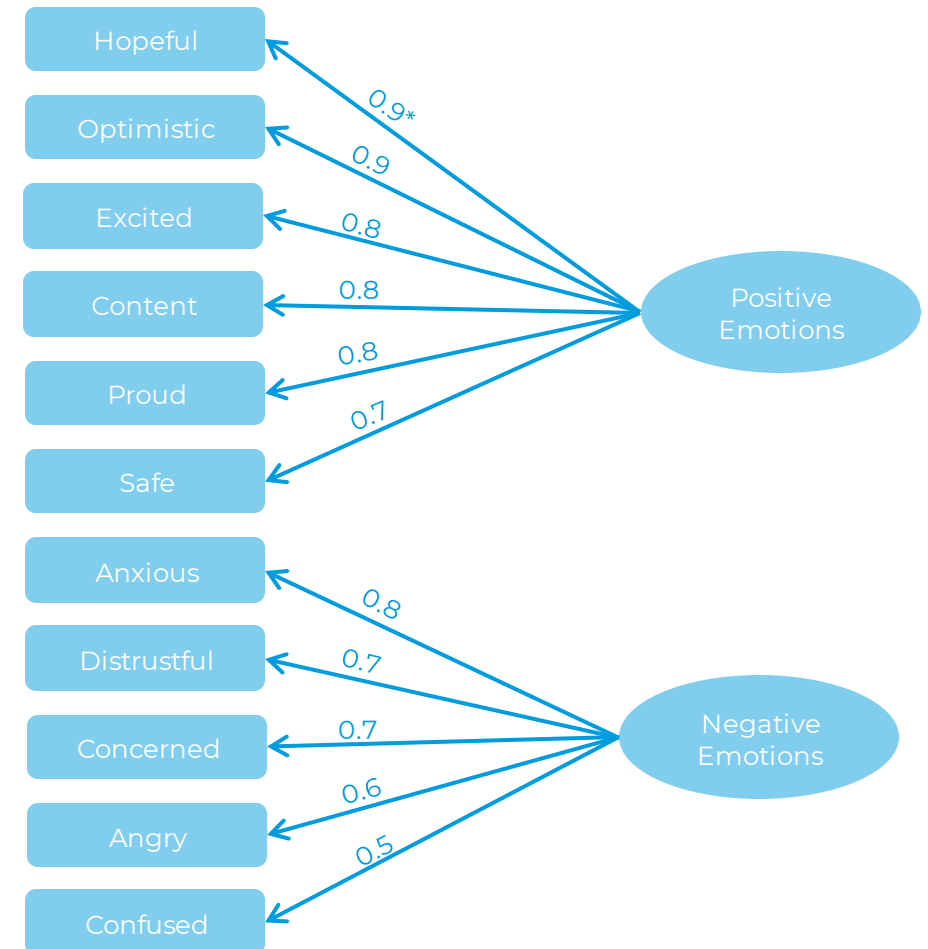 Hopeful
0.9*
Optimistic
0.9
Excited
0.8
Content
0.8
Proud
0.8
Safe
0.7
Positive
Emotions
Anxious
0.8
Distrustful
0.7
Concerned
0.7
Angry
0.6
Confused
0.5
Negative
Emotions